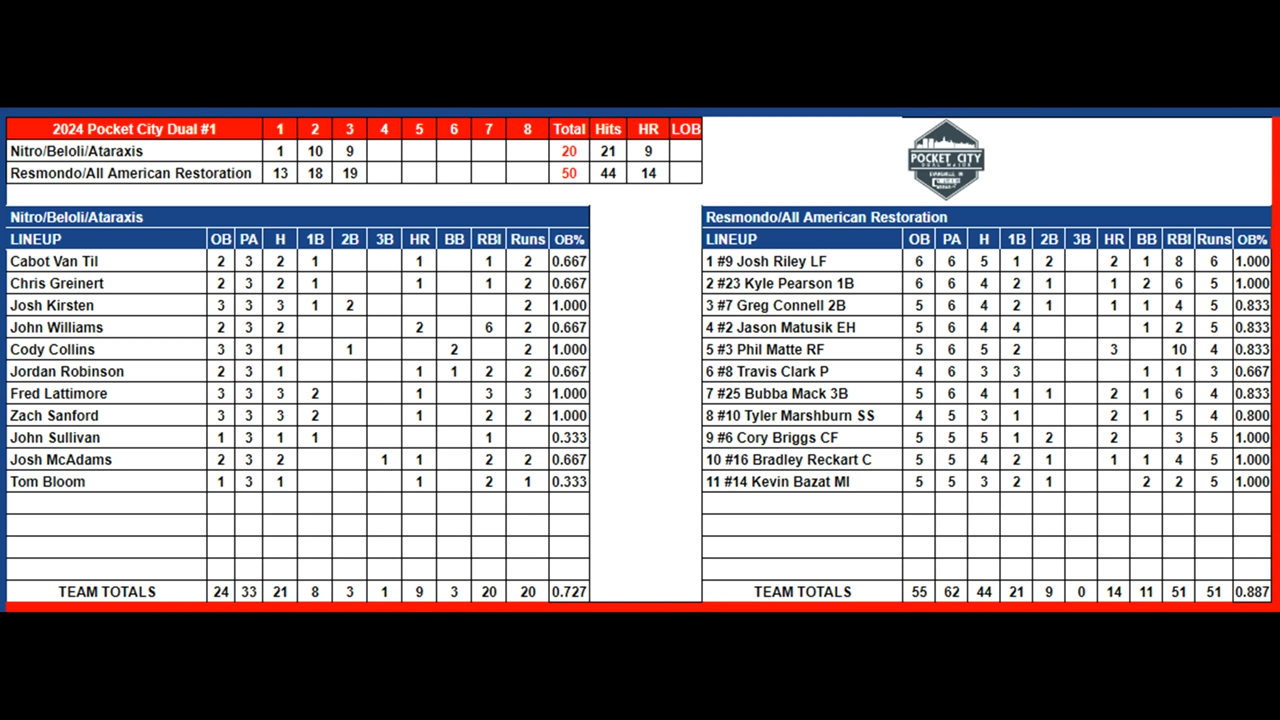 2024 Pocket City Dual #1 1 2 3 4 5 6 7 8 Total Hits HR LOB
Nitro/Beloli/Ataraxis 1 10 9 20 21 9
Resmondo/All American Restoration 13 18 19 50 44 14
POCKET CITY
DUAL MAJOR
EVANSVILLE IN
Nitro/Beloli/Ataraxis
LINEUP OB PA H 1B 2B 3B HR BB RBI Runs OB%
Cabot Van Til 2 3 2 1 1 1 2 0.667
Chris Greinert 2 3 2 1 1 1 2 0.667
Josh Kirsten 3 3 3 1 2 2 1.000
John Williams 2 3 2 2 6 2 0.667
Cody Collins 3 3 1 1 2 2 1.000
Jordan Robinson 2 3 1 1 1 2 2 0.667
Fred Lattimore 3 3 3 2 1 3 3 1.000
Zach Sanford 3 3 3 2 1 2 2 1.000
John Sullivan 1 3 1 1 1 0.333
Josh McAdams 2 3 2 1 1 2 2 0.667
Tom Bloom 1 3 1 1 2 1 0.333
TEAM TOTALS 24 33 21 8 3 1 9 3 20 20 0.727
Resmondo/All American Restoration
LINEUP OB PA H 1B 2B 3B HR BB RBI Runs OB%
1 #9 Josh Riley LF 6 6 5 1 2 2 1 8 6 1.000
2 #23 Kyle Pearson 1B 6 6 4 2 1 1 2 6 5 1.000
3 #7 Greg Connell 2B 5 6 4 2 1 1 1 4 5 0.833
4 #2 Jason Matusik EH 5 6 4 4 1 2 5 0.833
5 #3 Phil Matte RF 5 6 5 2 3 10 4 0.833
6 #8 Travis Clark P 4 6 3 3 1 1 3 0.667
7 #25 Bubba Mack 3B 5 6 4 1 1 2 1 6 4 0.833
8 #10 Tyler Marshburn SS 4 5 3 1 2 1 5 4 0.800
9 #6 Cory Briggs CF 5 5 5 1 2 2 3 5 1.000
10 #16 Bradley Reckart C 5 5 4 2 1 1 1 4 5 1.000
11 #14 Kevin Bazat MI 5 5 3 2 1 2 2 5 1.000
TEAM TOTALS 55 62 44 21 9 0 14 11 51 51 0.887